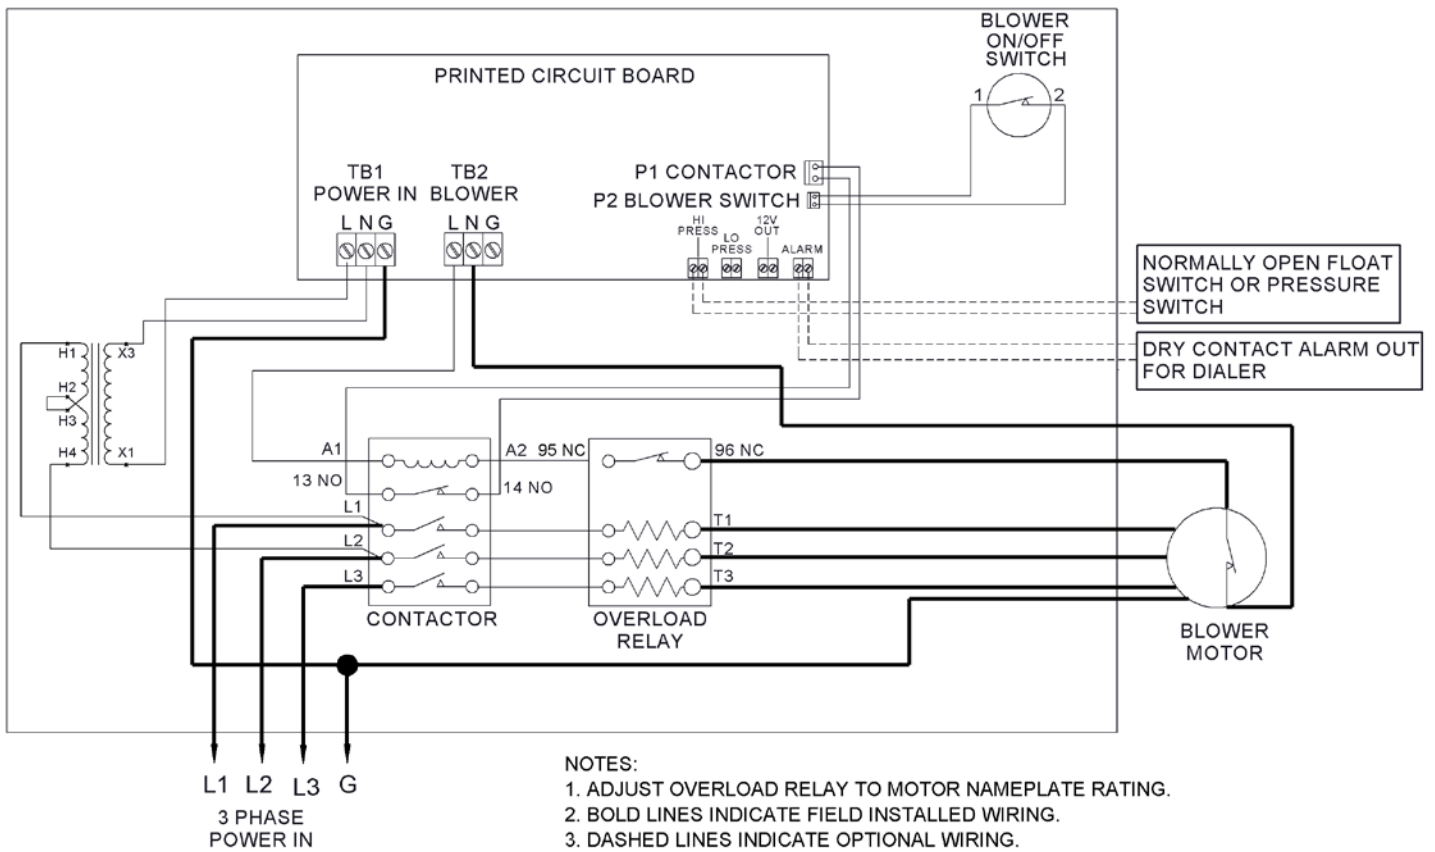 BLOWER
ON/OFF
SWITCH
1 2
PRINTED CIRCUIT BOARD
TB1
POWER IN
L N G
TB2
BLOWER
L N G
P1 CONTACTOR
P2 BLOWER SWITCH
HI
PRESS
LO
PRESS
12V
OUT
ALARM
NORMALLY OPEN FLOAT
SWITCH OR PRESSURE
SWITCH
DRY CONTACT ALARM OUT
FOR DIALER
H1
H2
H3
H4
X3
X1
A1
13 NO
L1
L2
L3
A2
14 NO
CONTACTOR
95 NC
96 NC
T1
T2
T3
OVERLOAD
RELAY
BLOWER
MOTOR
L1 L2 L3 G
3 PHASE
POWER IN
NOTES:
1. ADJUST OVERLOAD RELAY TO MOTOR NAMEPLATE RATING.
2. BOLD LINES INDICATE FIELD INSTALLED WIRING.
3. DASHED LINES INDICATE OPTIONAL WIRING.